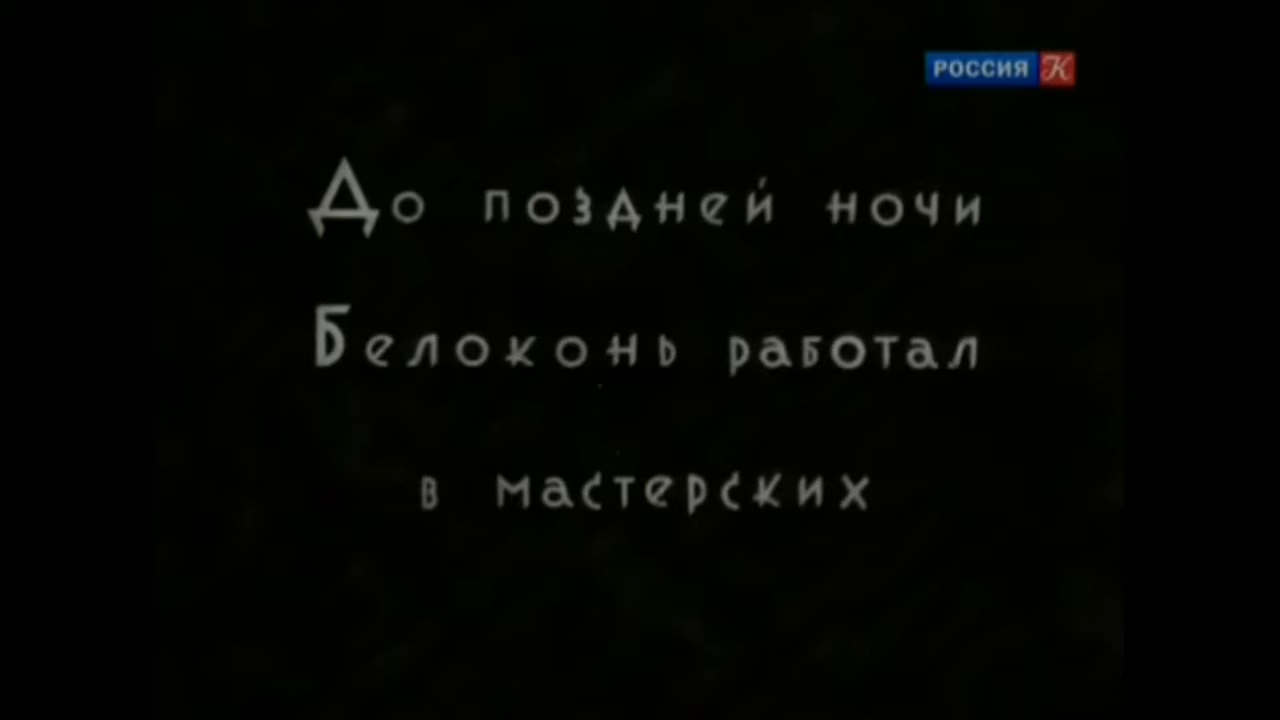 РОССИЯ К
До поздней ночи
Белоконь работал
в мастерских